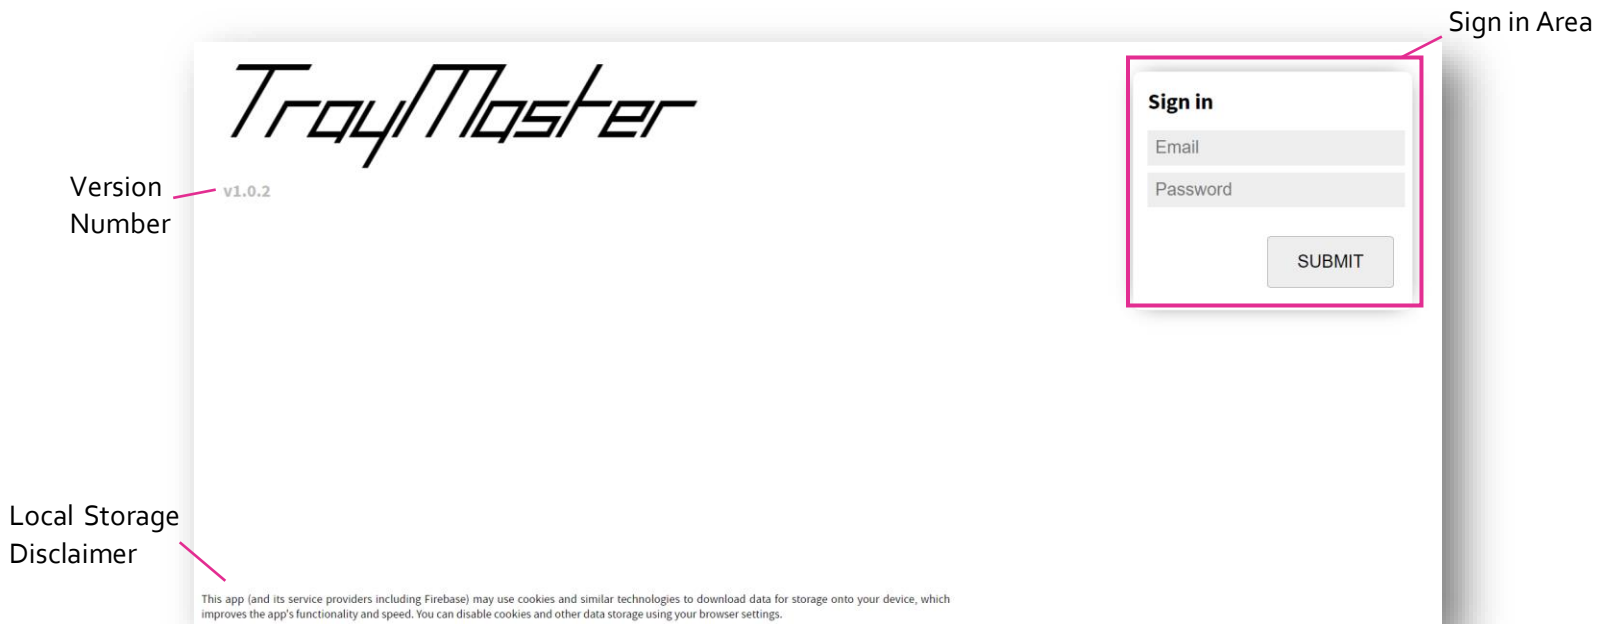 Sign in Area
TrayMaster
Sign in
Email
Password
Version
Number
v1.0.2
SUBMIT
Local Storage
Disclaimer
This app (and its service providers including Firebase) may use cookies and similar technologies to download data for storage onto your device, which
improves the app's functionality and speed. You can disable cookies and other data storage using your browser settings.